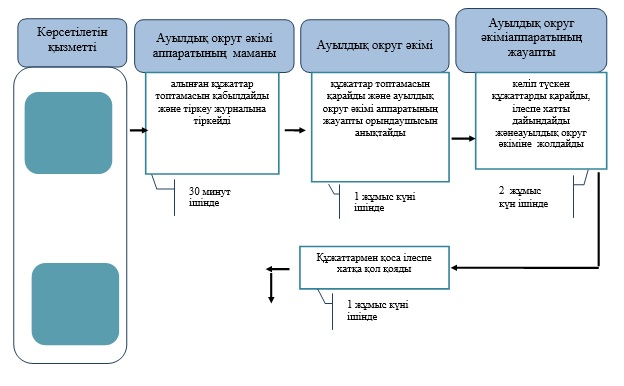 Көрсетілетін
қызметті
Ауылдық округ әкімі
аппаратының маманы
Ауылдық округ әкімі
Ауылдық округ
әкіміаппаратының
жауапты
алынған құжаттар
топтамасын қабылдайды
және тіркеу журналына
тіркейді
құжаттар топтамасын
қарайды және ауылдық
округ әкімі аппаратының
жауапты орындаушысын
анықтайды
келіп түскен
құжаттарды қарайды,
ілеспе хатты
дайындайды
жәнеауылдық округ
әкіміне жолдайды
30 минут
ішінде
1 жұмыс күні
ішінде
2 жұмыс
күн ішінде
Құжаттармен қоса ілеспе
хатқа қол қояды
1 жұмыс күні
ішінде